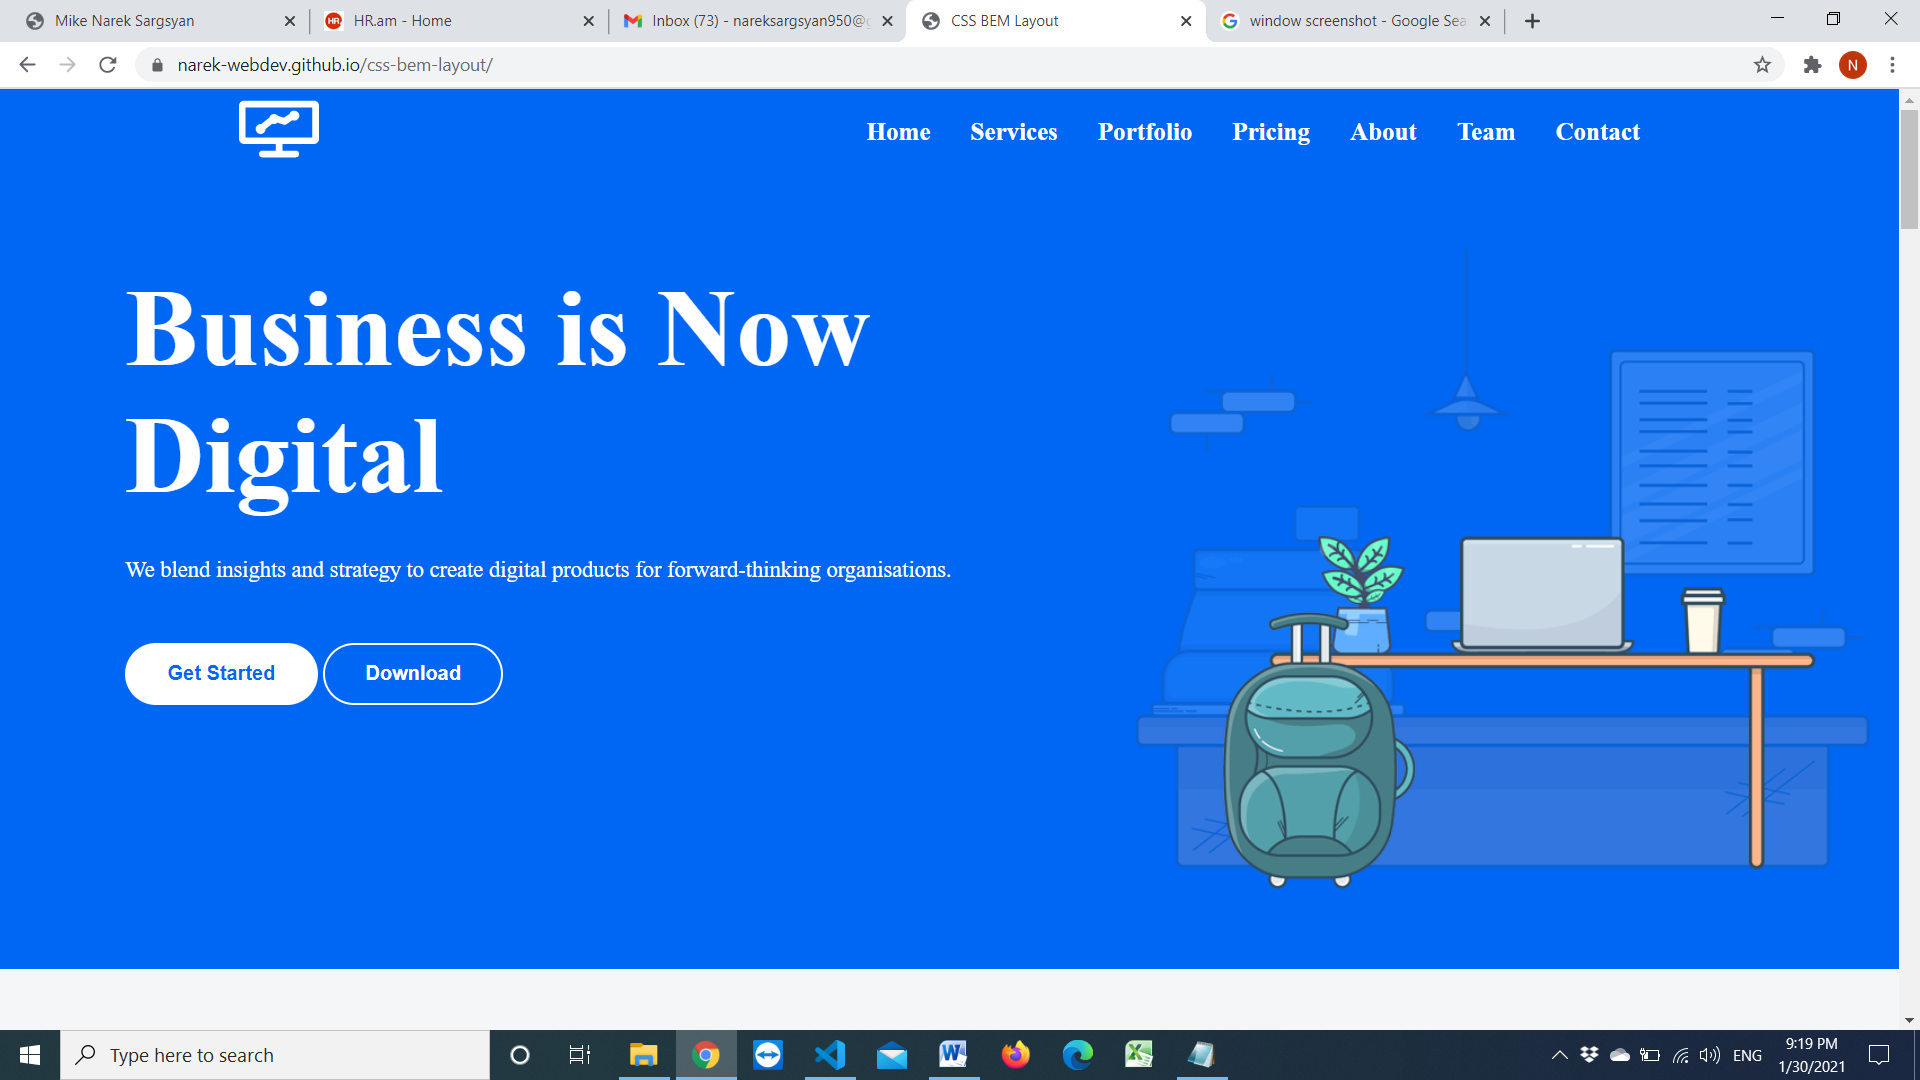 Mike Narek Sargsyan
HR.am - Home
Inbox (73) - nareksargsyan950@
CSS BEM Layout
window screenshot - Google Sea
narek-webdev.github.io/css-bem-layout/
N
Home Services Portfolio Pricing About Team Contact
Business is Now
Digital
We blend insights and strategy to create digital products for forward-thinking organisations.
Get Started Download
Type here to search
ENG
9:19 PM
1/30/2021